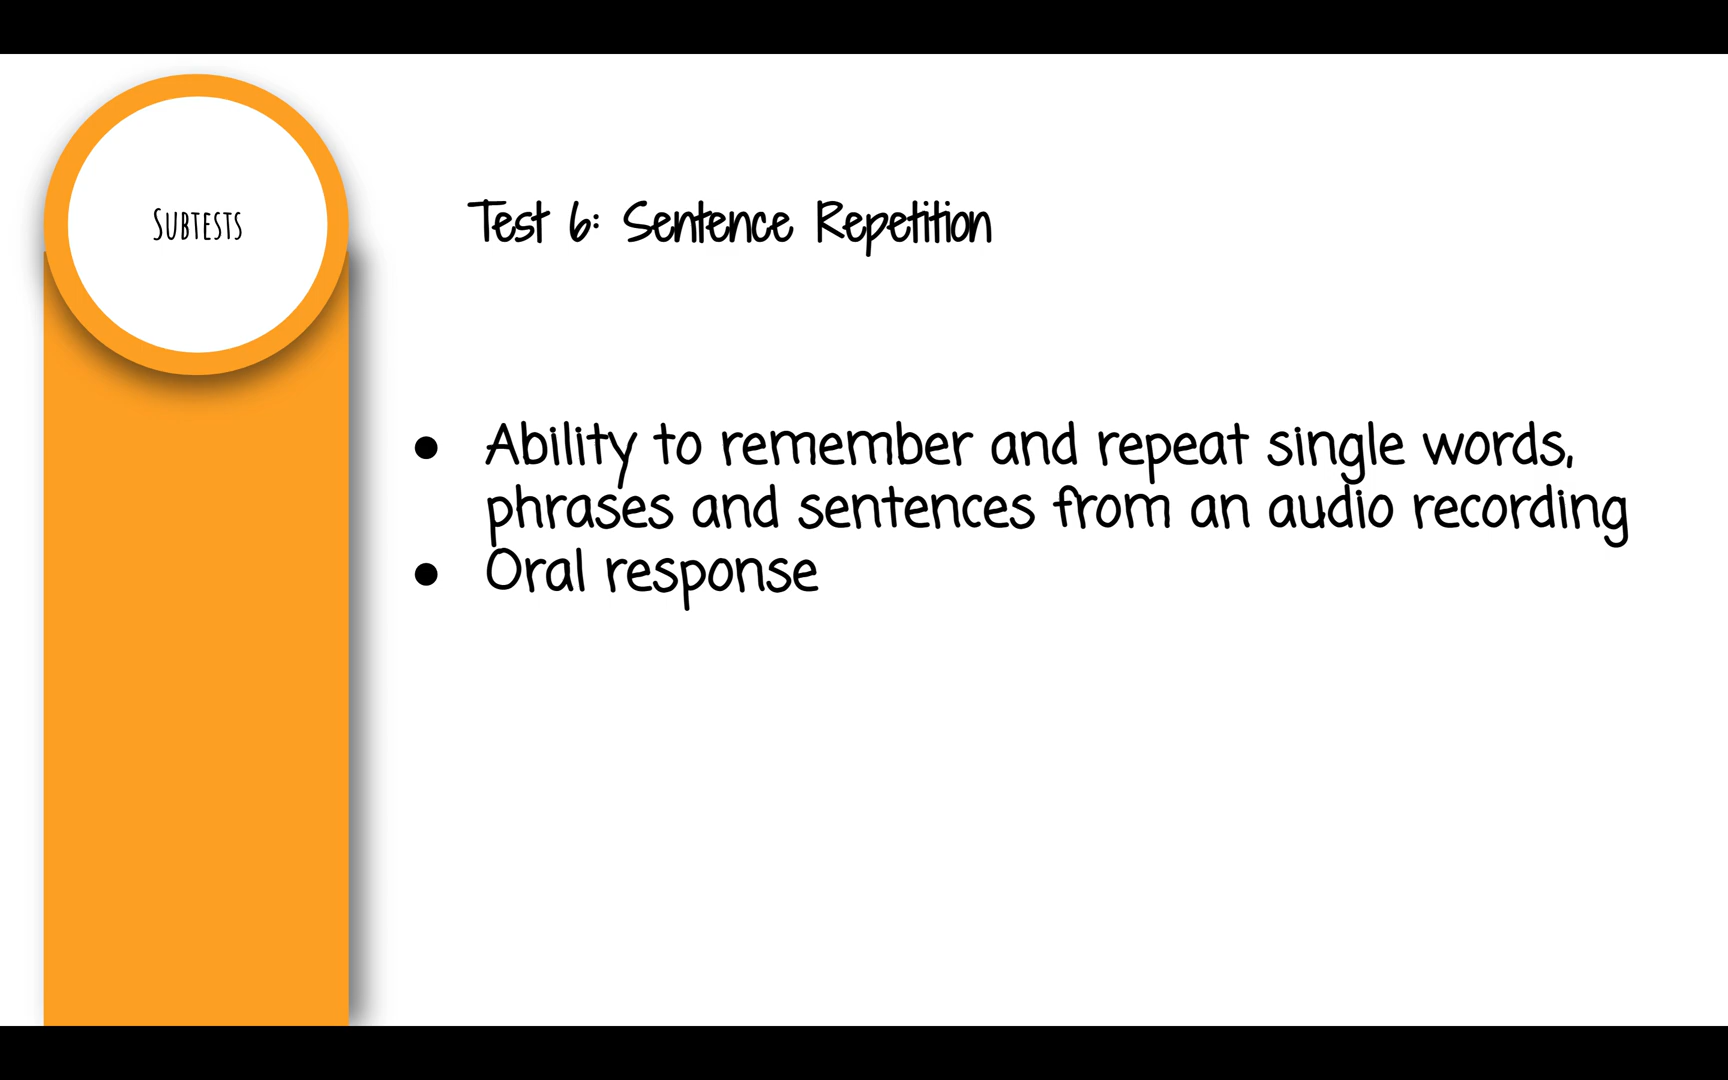 SUBTESTS
Test 6: Sentence Repetition
● Ability to remember and repeat single words,
phrases and sentences from an audio recording
● Oral response